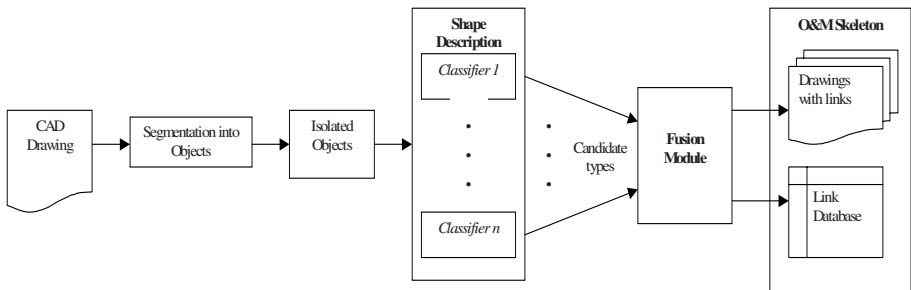 CAD
Drawing
Segmentation into
Objects
Isolated
Objects
Shape
Description
Classifier 1
Classifier n
Candidate
types
Fusion
Module
O&M Skeleton
Drawings
with links
Link
Database